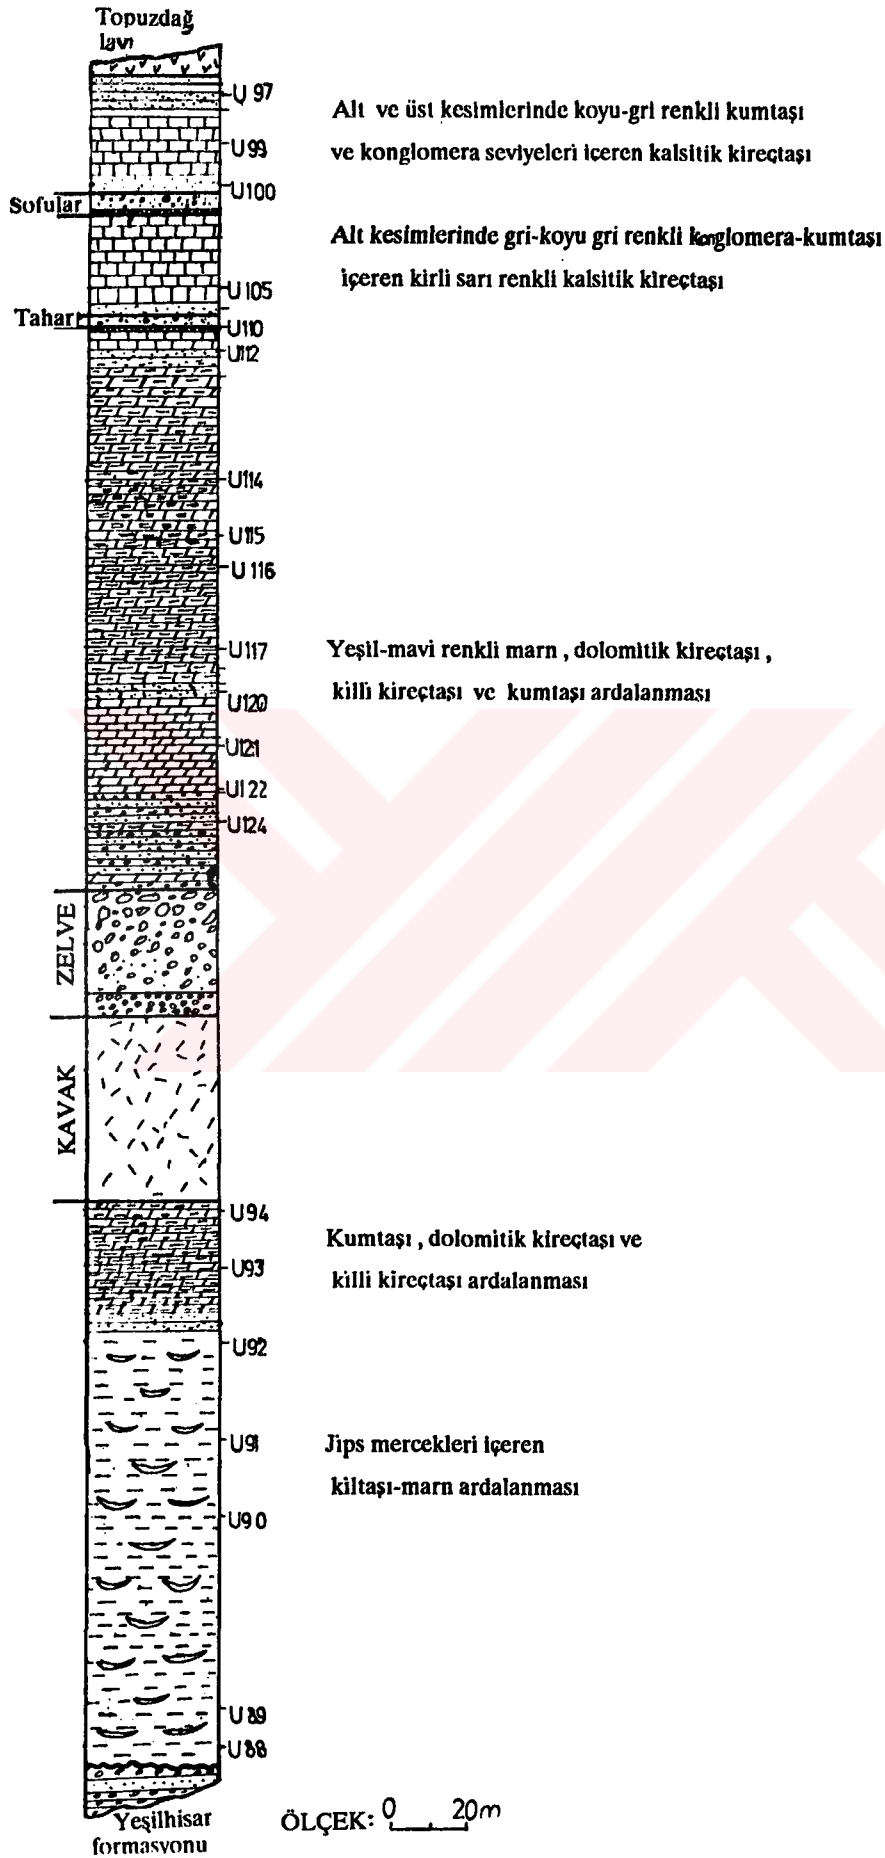 Topuzdağ
lavı
U 97
Alt ve üst kesimlerinde koyu-gri renkli kumtaşı
U99
ve konglomera seviyeleri içeren kalsitik kireçtaşı
U100
Sofular
Alt kesimlerinde gri-koyu gri renkli konglomera-kumtaşı
içeren kirli sarı renkli kalsitik kireçtaşı
U 105
Tahar
U110
U112
U114
U115
U 116
U117
Yeşil-mavi renkli marn , dolomitik kireçtaşı ,
killi kireçtaşı ve kumtaşı ardalanması
U120
U121
U122
U124
ZELVE
KAVAK
U94
Kumtaşı , dolomitik kireçtaşı ve
U93
killi kireçtaşı ardalanması
U92
U91
Jips mercekleri içeren
kiltaşı-marn ardalanması
U90
U89
U88
Yeşilhisar
formasyonu
ÖLÇEK: 0 20m